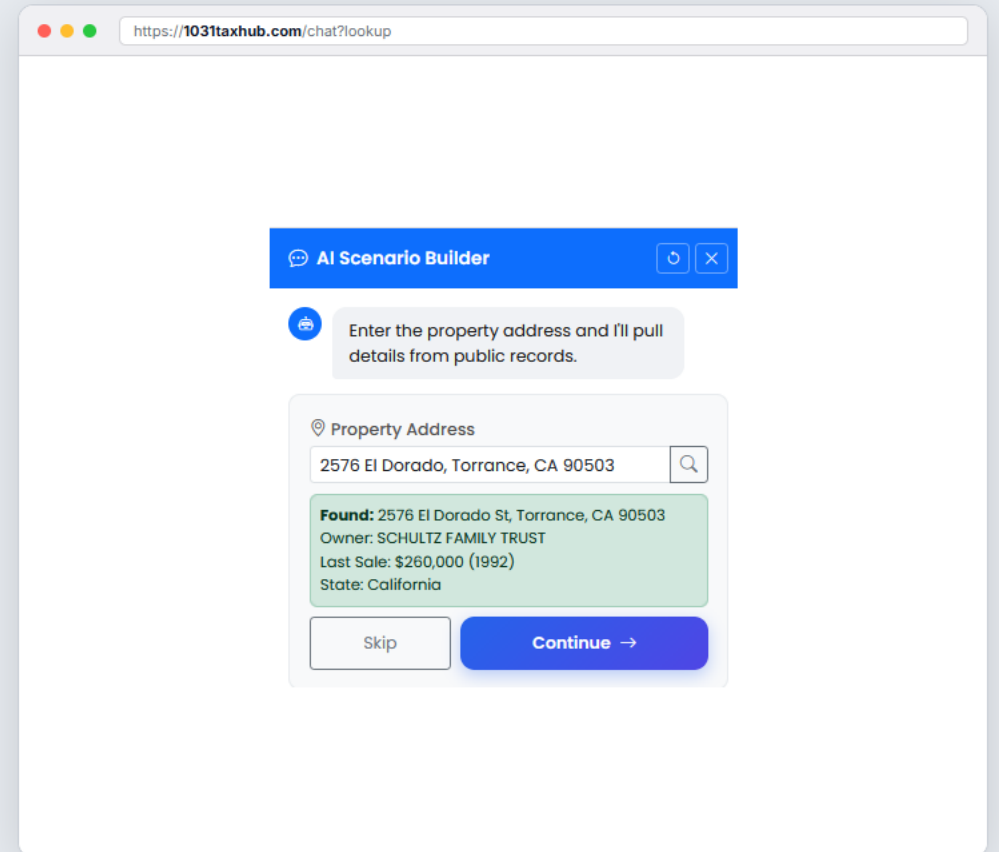 https://1031taxhub.com/chat?lookup
AI Scenario Builder
Enter the property address and I'll pull
details from public records.
Property Address
2576 El Dorado, Torrance, CA 90503
Found: 2576 El Dorado St, Torrance, CA 90503
Owner: SCHULTZ FAMILY TRUST
Last Sale: $260,000 (1992)
State: California
Skip
Continue →